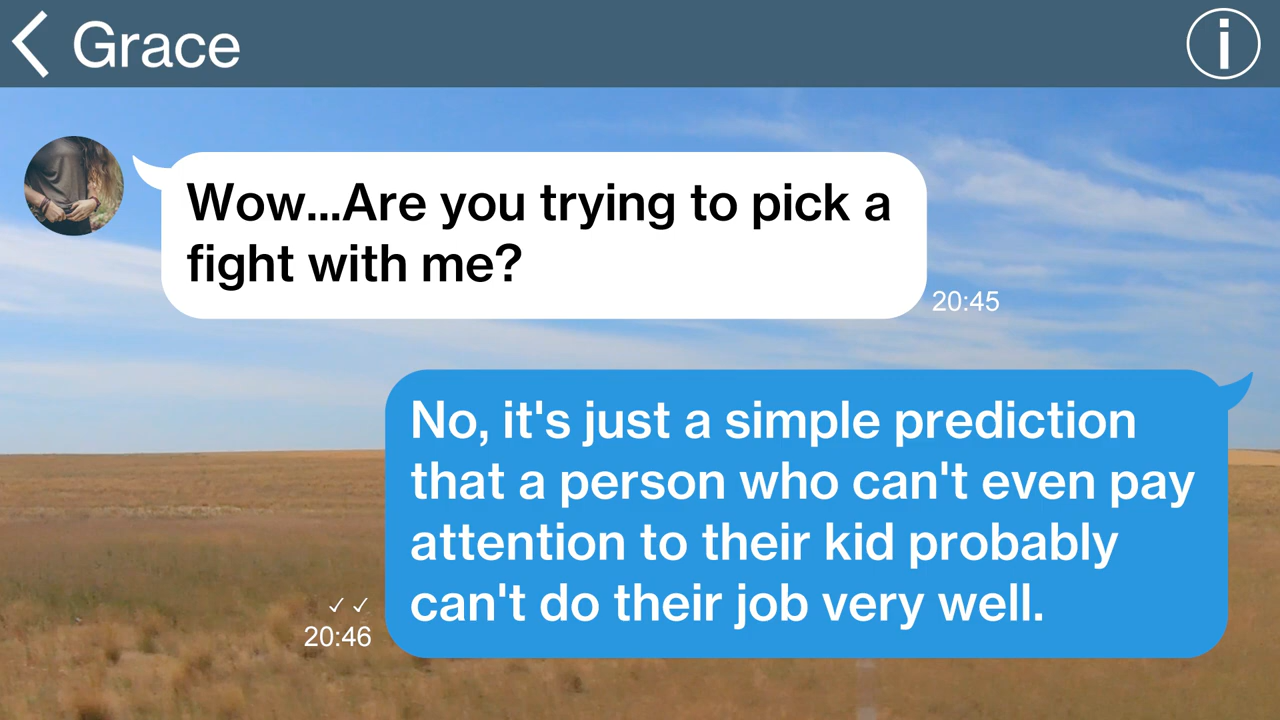 Grace
Wow...Are you trying to pick a
fight with me?
20:45
No, it's just a simple prediction
that a person who can't even pay
attention to their kid probably
can't do their job very well.
20:46